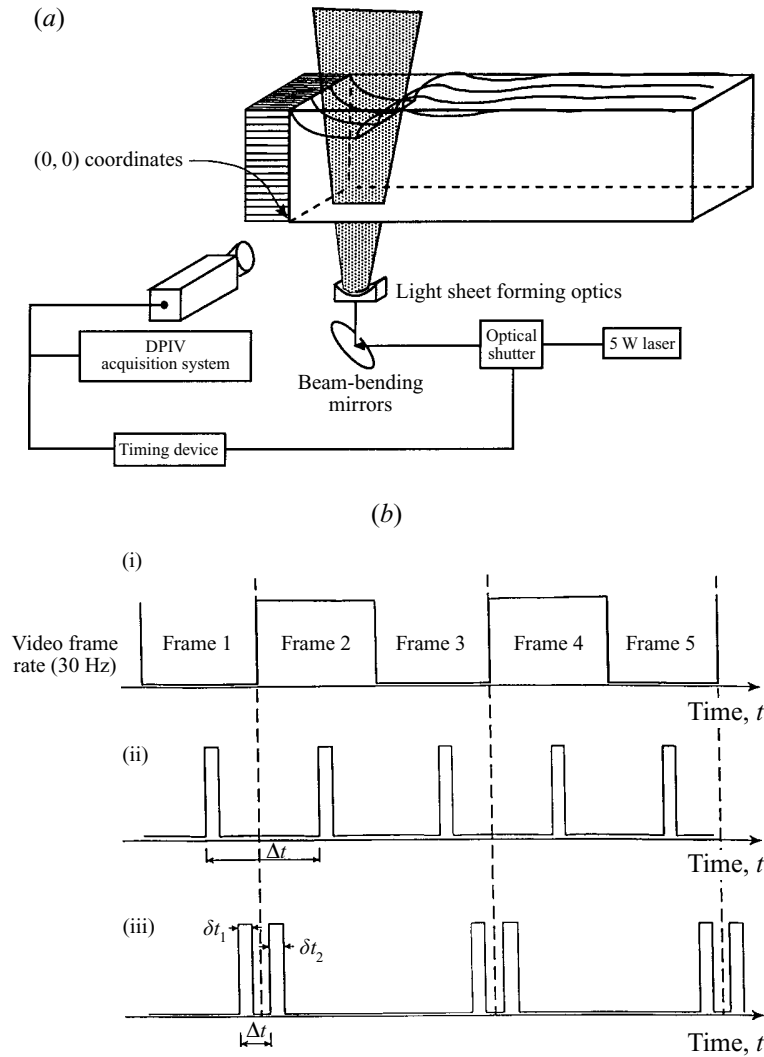 (a)
(0, 0) coordinates
Light sheet forming optics
DPIV
acquisition system
Optical
shutter
5 W laser
Beam-bending
mirrors
Timing device
(b)
(i)
Video frame
rate (30 Hz)
Frame 1
Frame 2
Frame 3
Frame 4
Frame 5
Time, t
(ii)
Δt
Time, t
(iii)
δt₁
δt₂
Δt
Time, t